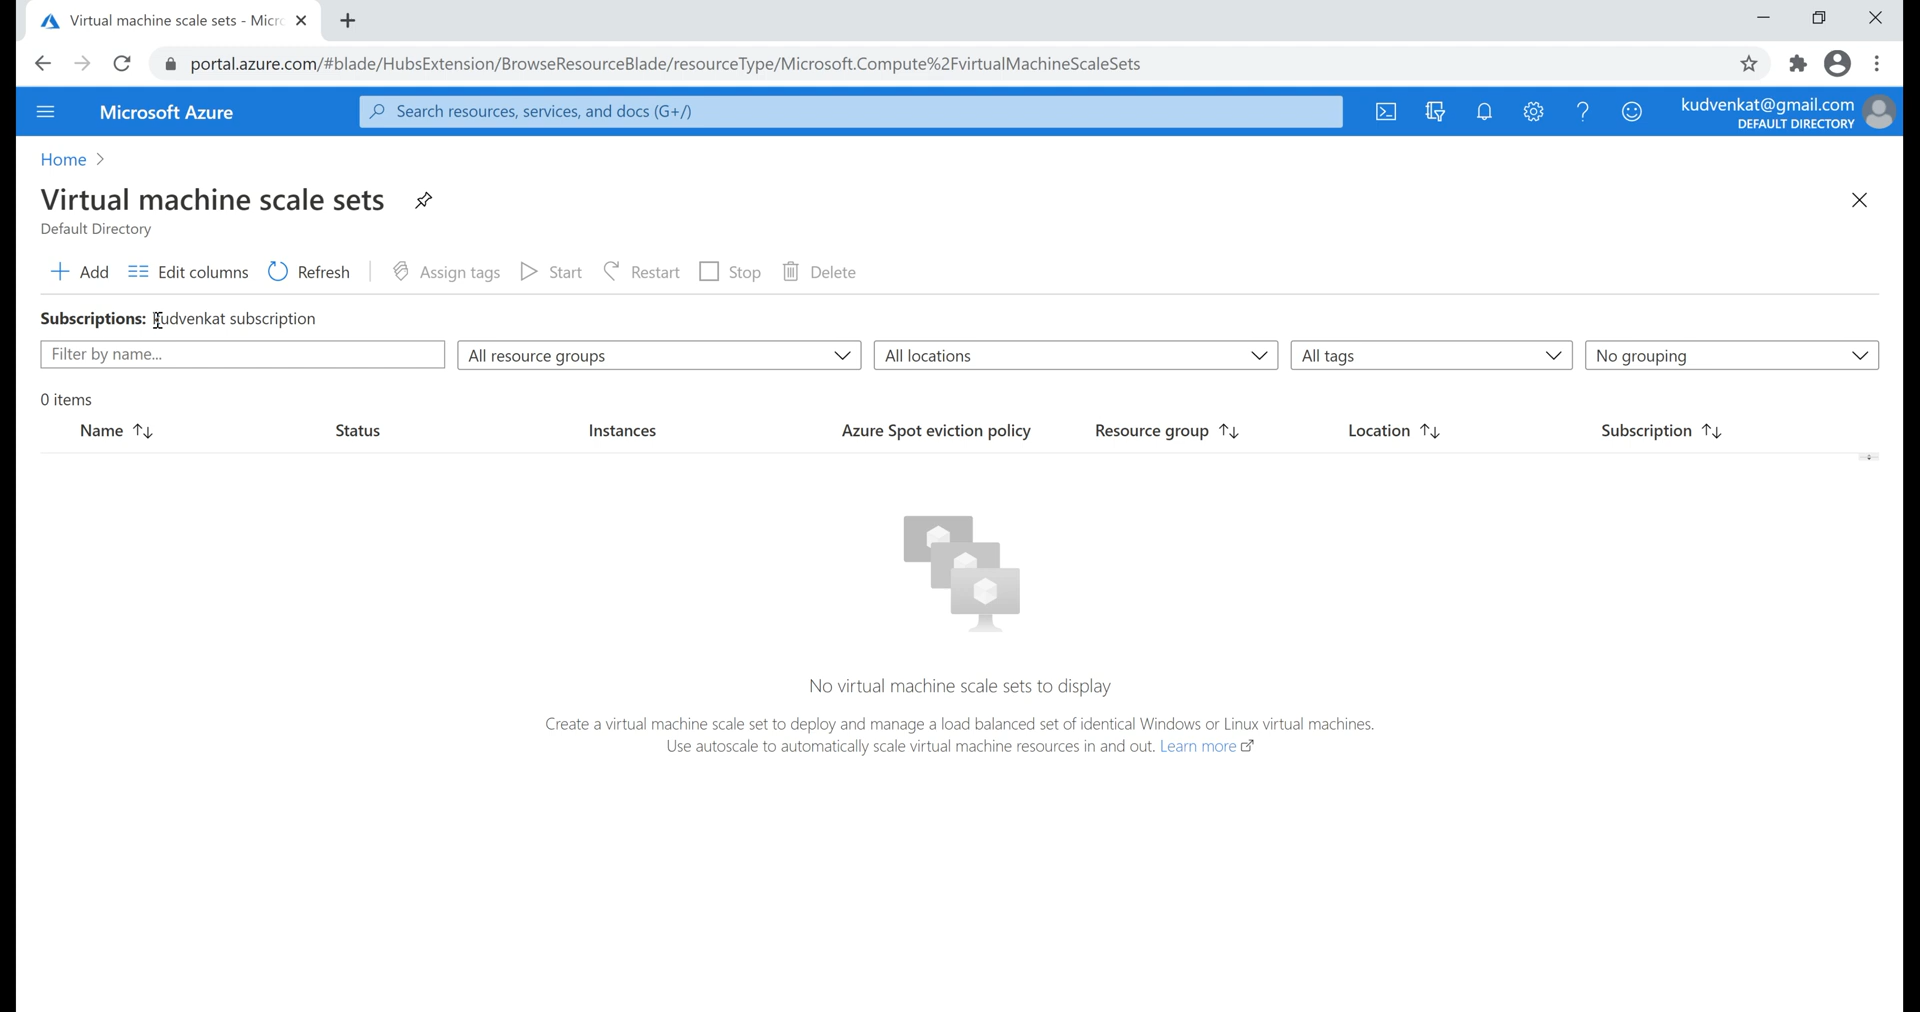 Virtual machine scale sets - Micro
portal.azure.com/#blade/HubsExtension/BrowseResourceBlade/resourceType/Microsoft.Compute%2FvirtualMachineScaleSets
Microsoft Azure
Search resources, services, and docs (G+/)
kudvenkat@gmail.com
DEFAULT DIRECTORY
Home
Virtual machine scale sets
Default Directory
Add Edit columns Refresh Assign tags Start Restart Stop Delete
Subscriptions: kudvenkat subscription
Filter by name... All resource groups All locations All tags No grouping
0 items
Name Status Instances Azure Spot eviction policy Resource group Location Subscription
No virtual machine scale sets to display
Create a virtual machine scale set to deploy and manage a load balanced set of identical Windows or Linux virtual machines.
Use autoscale to automatically scale virtual machine resources in and out. Learn more